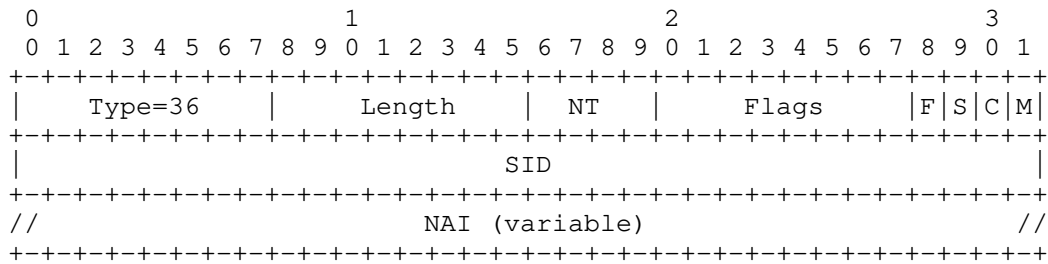 0                   1                   2                   3
 0 1 2 3 4 5 6 7 8 9 0 1 2 3 4 5 6 7 8 9 0 1 2 3 4 5 6 7 8 9 0 1
+-+-+-+-+-+-+-+-+-+-+-+-+-+-+-+-+-+-+-+-+-+-+-+-+-+-+-+-+-+-+-+-+
|    Type=36    |     Length    |   NT  |     Flags     |F|S|C|M|
+-+-+-+-+-+-+-+-+-+-+-+-+-+-+-+-+-+-+-+-+-+-+-+-+-+-+-+-+-+-+-+-+
|                              SID                              |
+-+-+-+-+-+-+-+-+-+-+-+-+-+-+-+-+-+-+-+-+-+-+-+-+-+-+-+-+-+-+-+-+
//                        NAI (variable)                       //
+-+-+-+-+-+-+-+-+-+-+-+-+-+-+-+-+-+-+-+-+-+-+-+-+-+-+-+-+-+-+-+-+